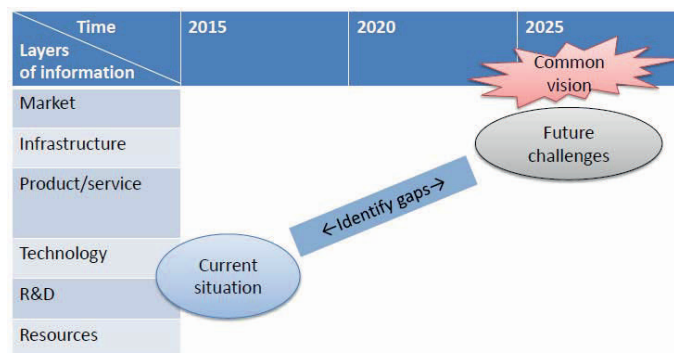 Time
2015
2020
2025
Layers
of information
Common
vision
Market
Infrastructure
Future
challenges
Product/service
←Identify gaps→
Technology
Current
situation
R&D
Resources